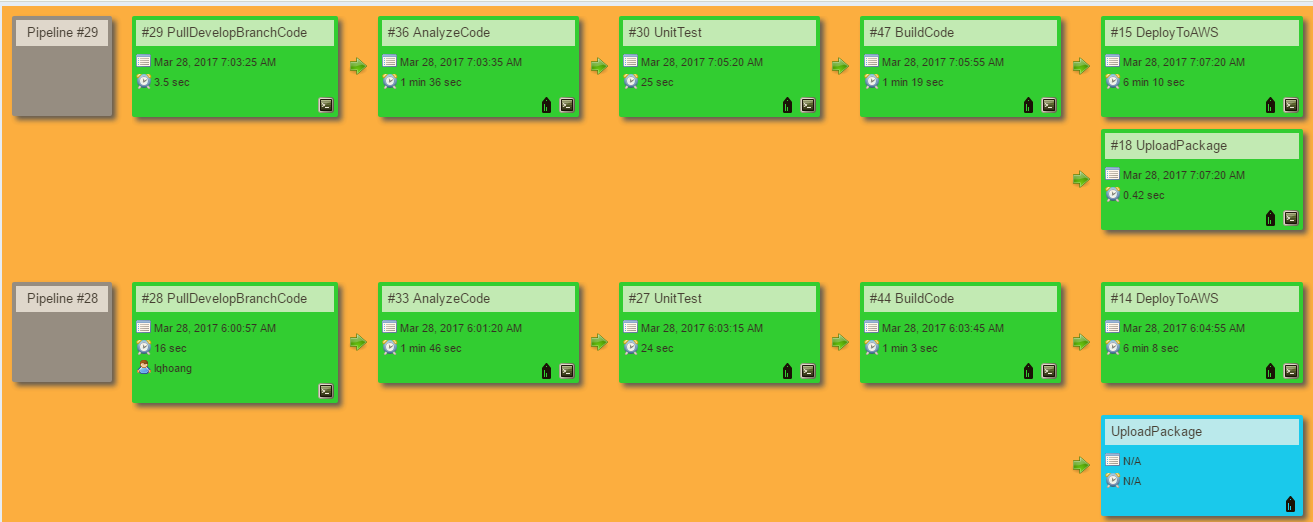 Pipeline #29
#29 PullDevelopBranchCode
Mar 28, 2017 7:03:25 AM
3.5 sec
#36 AnalyzeCode
Mar 28, 2017 7:03:35 AM
1 min 36 sec
#30 UnitTest
Mar 28, 2017 7:05:20 AM
25 sec
#47 BuildCode
Mar 28, 2017 7:05:55 AM
1 min 19 sec
#15 DeployToAWS
Mar 28, 2017 7:07:20 AM
6 min 10 sec
#18 UploadPackage
Mar 28, 2017 7:07:20 AM
0.42 sec
Pipeline #28
#28 PullDevelopBranchCode
Mar 28, 2017 6:00:57 AM
16 sec
lqhoang
#33 AnalyzeCode
Mar 28, 2017 6:01:20 AM
1 min 46 sec
#27 UnitTest
Mar 28, 2017 6:03:15 AM
24 sec
#44 BuildCode
Mar 28, 2017 6:03:45 AM
1 min 3 sec
#14 DeployToAWS
Mar 28, 2017 6:04:55 AM
6 min 8 sec
UploadPackage
N/A
N/A